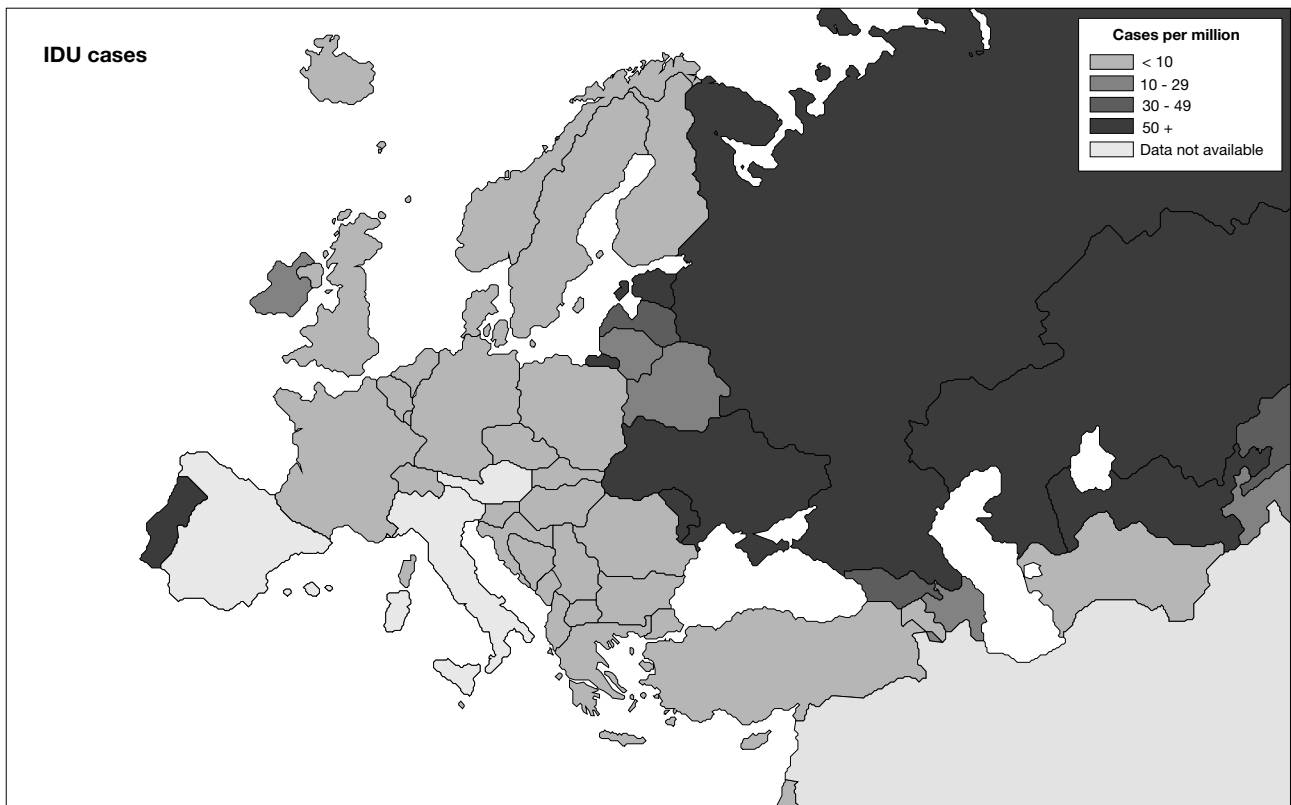 IDU cases
Cases per million
< 10
10 - 29
30 - 49
50 +
Data not available